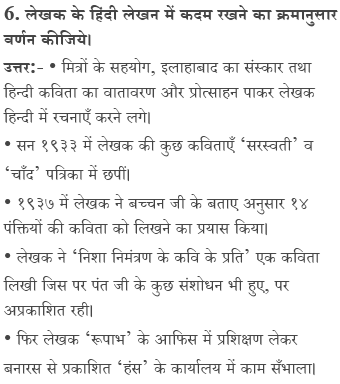 6. लेखक के हिंदी लेखन में कदम रखने का क्रमानुसार
बर्णन कीजिये।
उत्तर:- • मित्रों के सहयोग, इलाहाबाद का संस्कार तथा
हिन्दी कविता का वातावरण और प्रोत्साहन पाकर लेखक
हिन्दी में रचनाएँ करने लगे।
• सन १९३३ में लेखक की कुछ कविताएँ ‘सरस्वती’ व
‘चाँद’ पत्रिका में छपीं।
• १९३७ में लेखक ने बच्चन जी के बताए अनुसार १४
पंक्तियों की कविता को लिखने का प्रयास किया।
• लेखक ने ‘निशा निमंत्रण के कवि के प्रति’ एक कविता
लिखी जिस पर पंत जी के कुछ संशोधन भी हुए, पर
अप्रकाशित रही।
• फिर लेखक ‘रूपाभ’ के आफिस में प्रशिक्षण लेकर
बनारस से प्रकाशित ‘हंस’ के कार्यालय में काम सँभाला।